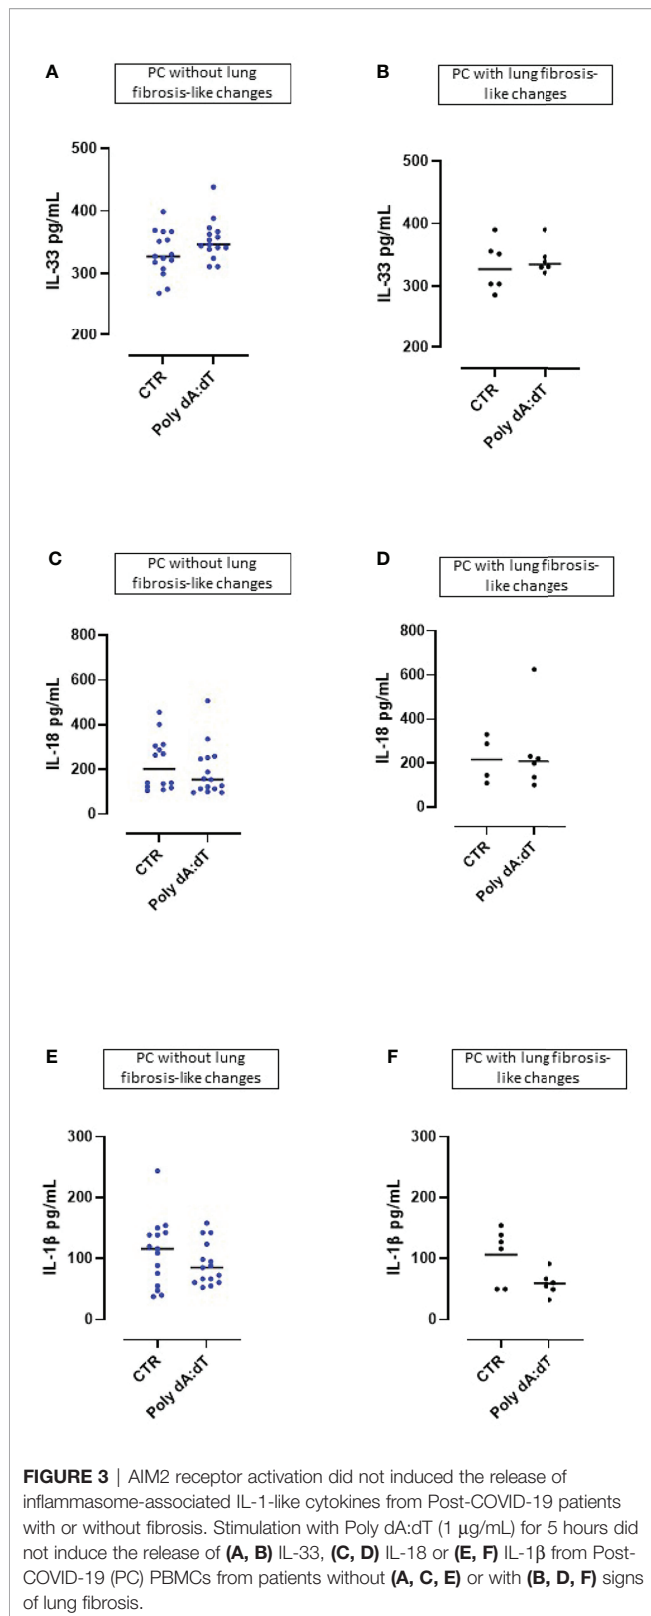 A
PC without lung
fibrosis-like changes
500
400
300
200
IL-33 pg/mL
CTR
Poly dA:dT
B
PC with lung fibrosis-
like changes
500
400
300
200
IL-33 pg/mL
CTR
Poly dA:dT
C
PC without lung
fibrosis-like changes
800
600
400
200
0
IL-18 pg/mL
CTR
Poly dA:dT
D
PC with lung fibrosis-
like changes
800
600
400
200
0
IL-18 pg/mL
CTR
Poly dA:dT
E
PC without lung
fibrosis-like changes
300
200
100
0
IL-1β pg/mL
CTR
Poly dA:dT
F
PC with lung fibrosis-
like changes
300
200
100
0
IL-1β pg/mL
CTR
Poly dA:dT
FIGURE 3 | AIM2 receptor activation did not induced the release of
inflammasome-associated IL-1-like cytokines from Post-COVID-19 patients
with or without fibrosis. Stimulation with Poly dA:dT (1 μg/mL) for 5 hours did
not induce the release of (A, B) IL-33, (C, D) IL-18 or (E, F) IL-1β from Post-
COVID-19 (PC) PBMCs from patients without (A, C, E) or with (B, D, F) signs
of lung fibrosis.